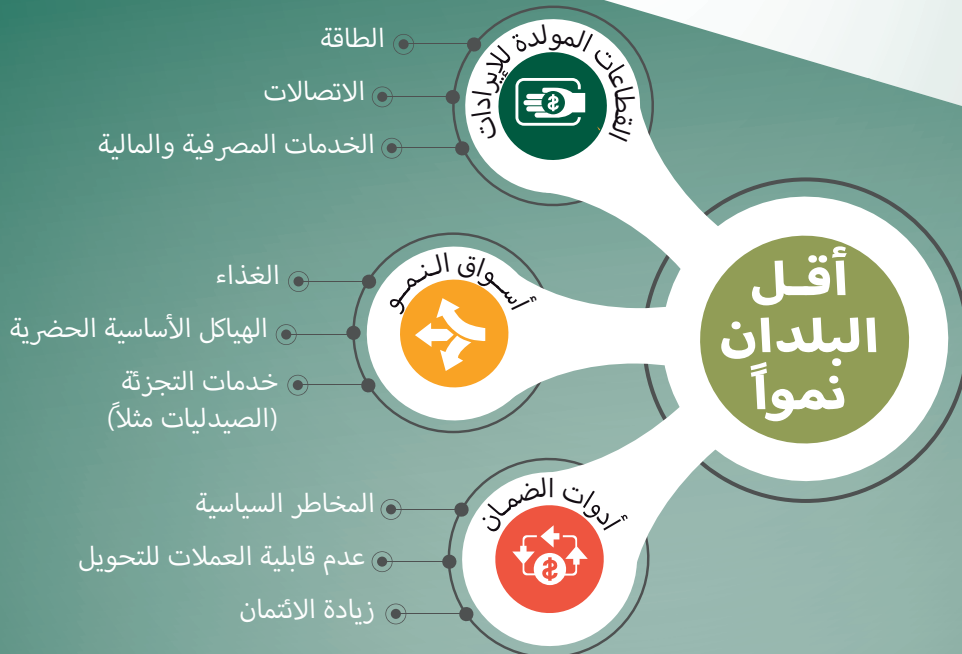 أقل
البلدان
نمواً
القطاعات المولدة للإيرادات
الطاقة
الاتصالات
الخدمات المصرفية والمالية
أسواق النمو
الغذاء
الهياكل الأساسية الحضرية
خدمات التجزئة
(الصيدليات مثلاً)
أدوات الضمان
المخاطر السياسية
عدم قابلية العملات للتحويل
زيادة الائتمان